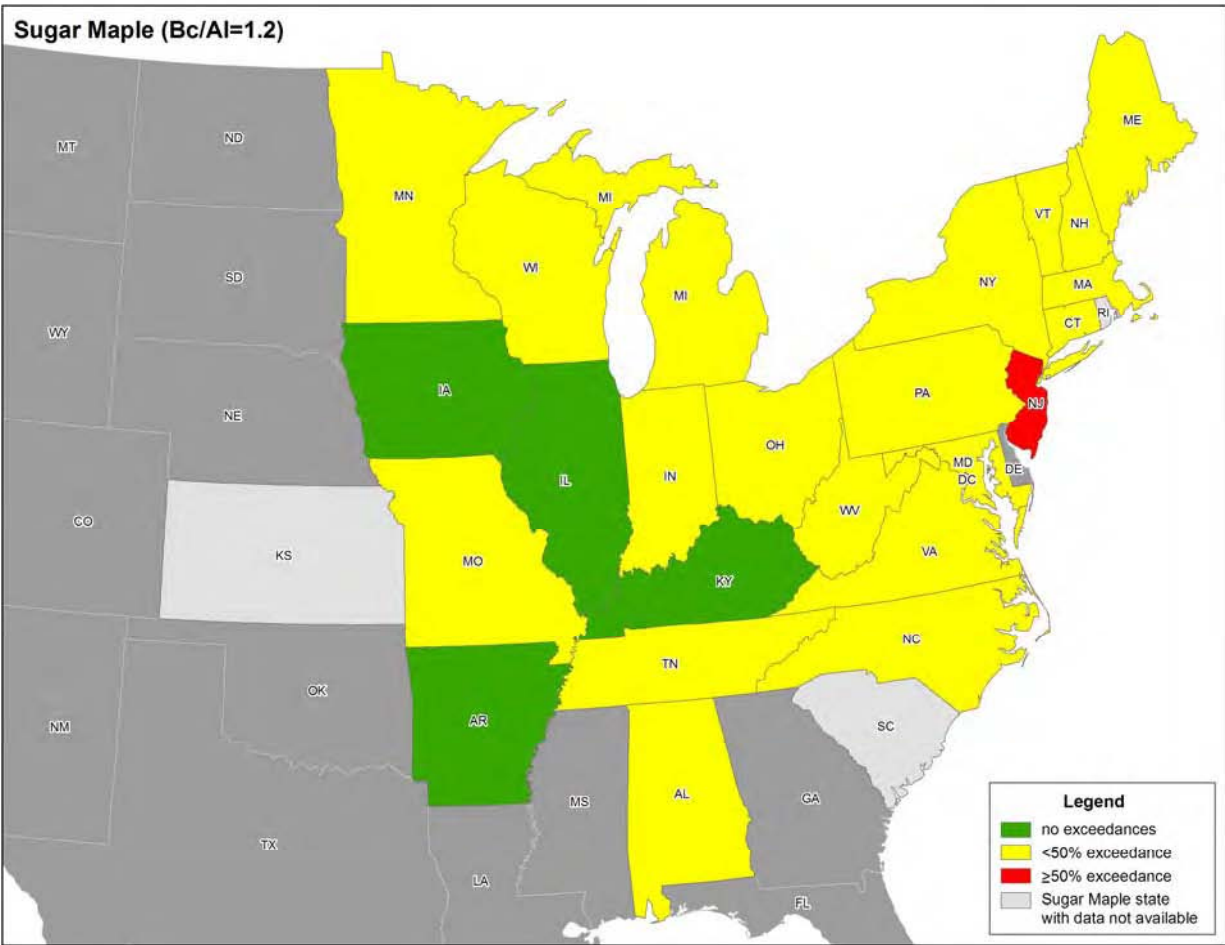 Sugar Maple (Bc/Al=1.2)
MT
ND
MN
ME
MI
VT
NH
WI
SD
MI
NY
MA
WY
CT
RI
IA
PA
NE
NJ
OH
IL
IN
MD
DE
DC
WV
CO
KS
MO
VA
KY
NC
TN
OK
AR
NM
SC
MS
AL
GA
TX
LA
FL
Legend
no exceedances
<50% exceedance
≥50% exceedance
Sugar Maple state
with data not available